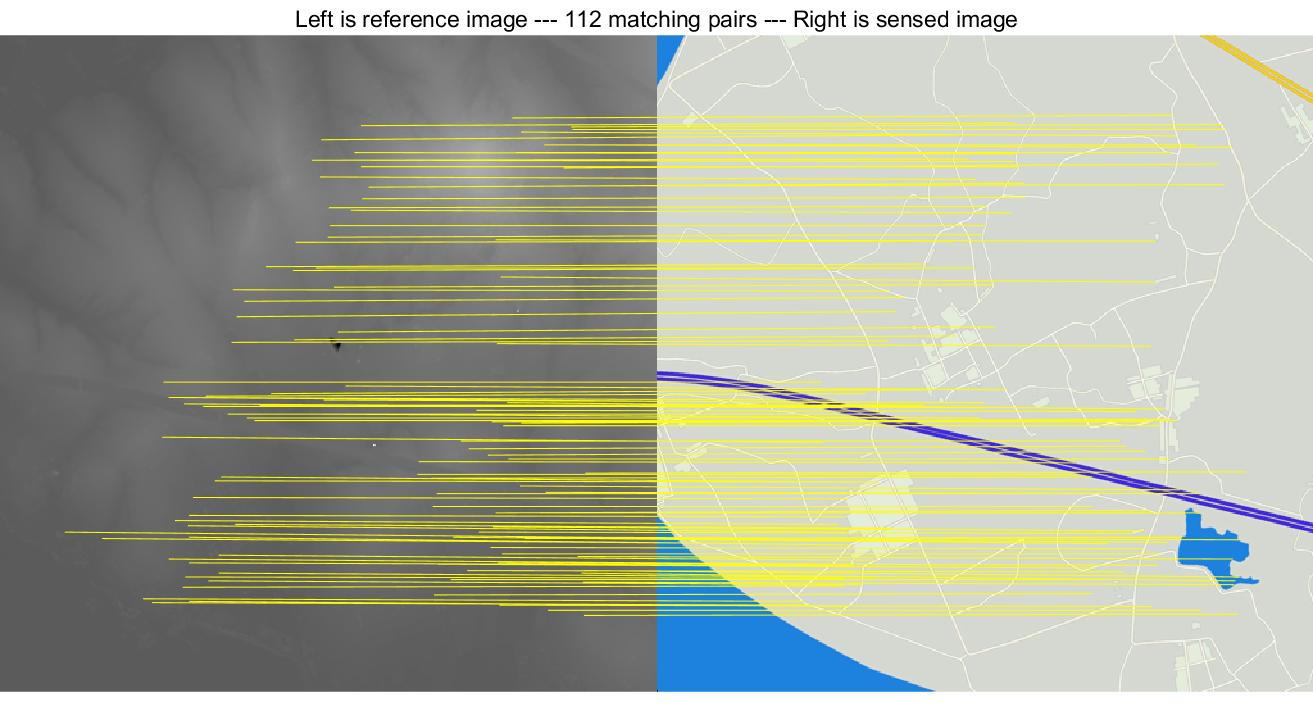 Left is reference image --- 112 matching pairs --- Right is sensed image